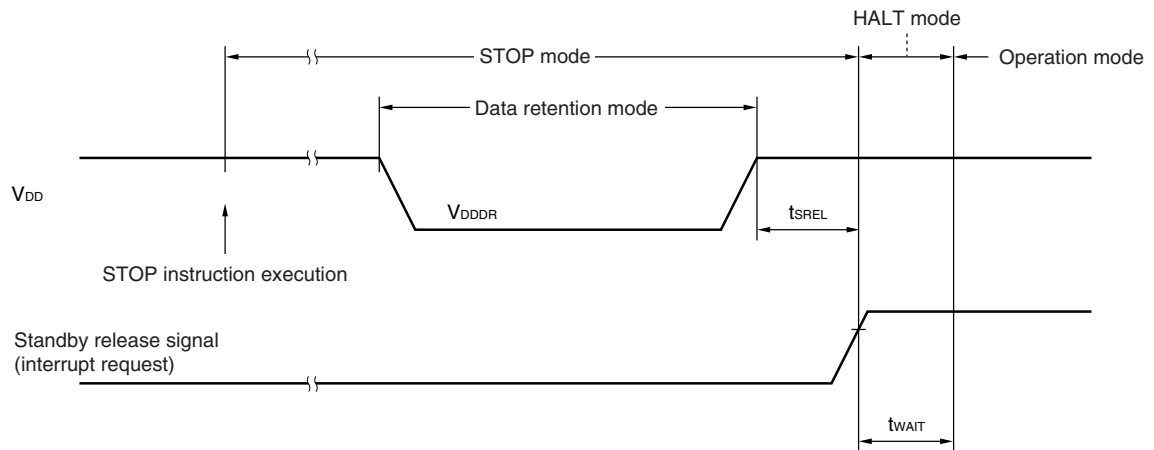 HALT mode
STOP mode
Operation mode
Data retention mode
VDD
VDDDR
tSREL
STOP instruction execution
Standby release signal
(interrupt request)
tWAIT